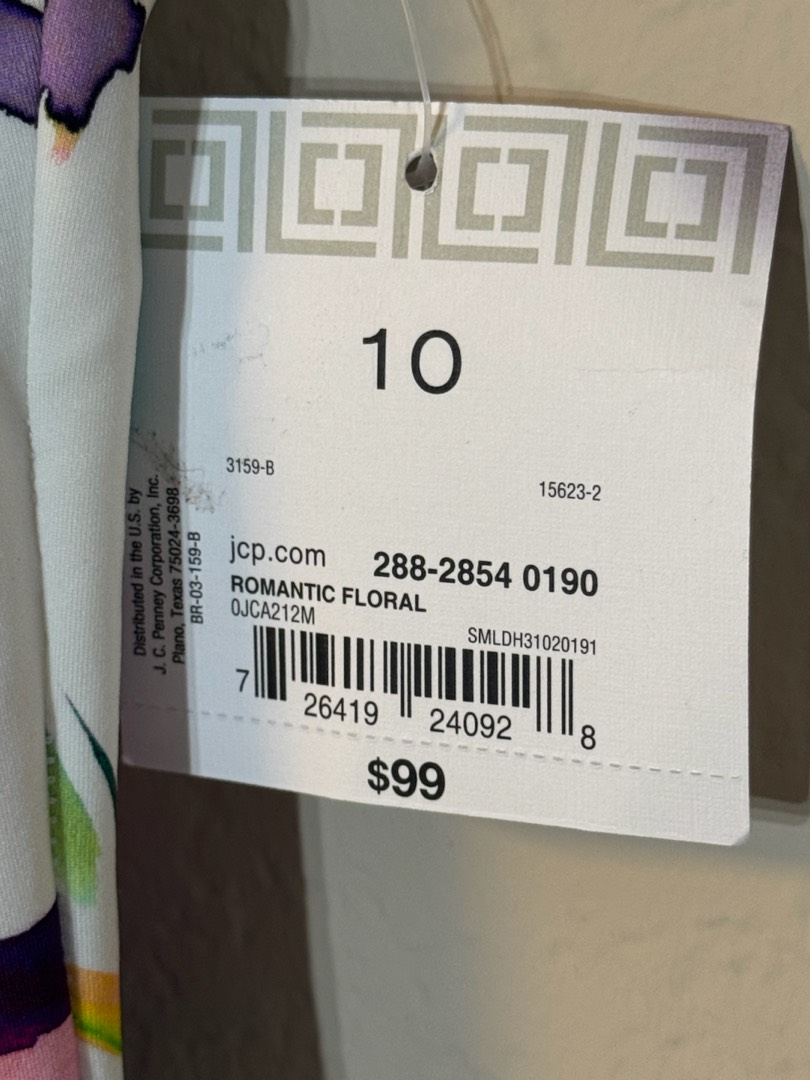 10
3159-B
15623-2
Distributed in the U.S. by
J. C. Penney Corporation, Inc.
Plano, Texas 75024-3698
BR-03-159-B
jcp.com 288-2854 0190
ROMANTIC FLORAL
0JCA212M
SMLDH31020191
7 26419 24092 8
$99